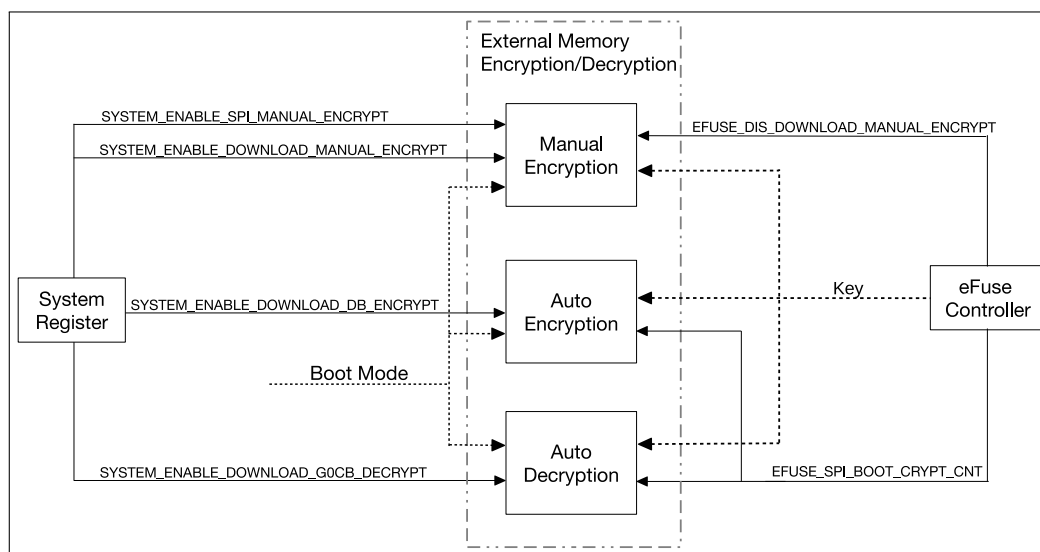 External Memory
Encryption/Decryption
SYSTEM_ENABLE_SPI_MANUAL_ENCRYPT
SYSTEM_ENABLE_DOWNLOAD_MANUAL_ENCRYPT
Manual
Encryption
EFUSE_DIS_DOWNLOAD_MANUAL_ENCRYPT
System
Register
SYSTEM_ENABLE_DOWNLOAD_DB_ENCRYPT
Auto
Encryption
Key
eFuse
Controller
Boot Mode
SYSTEM_ENABLE_DOWNLOAD_G0CB_DECRYPT
Auto
Decryption
EFUSE_SPI_BOOT_CRYPT_CNT